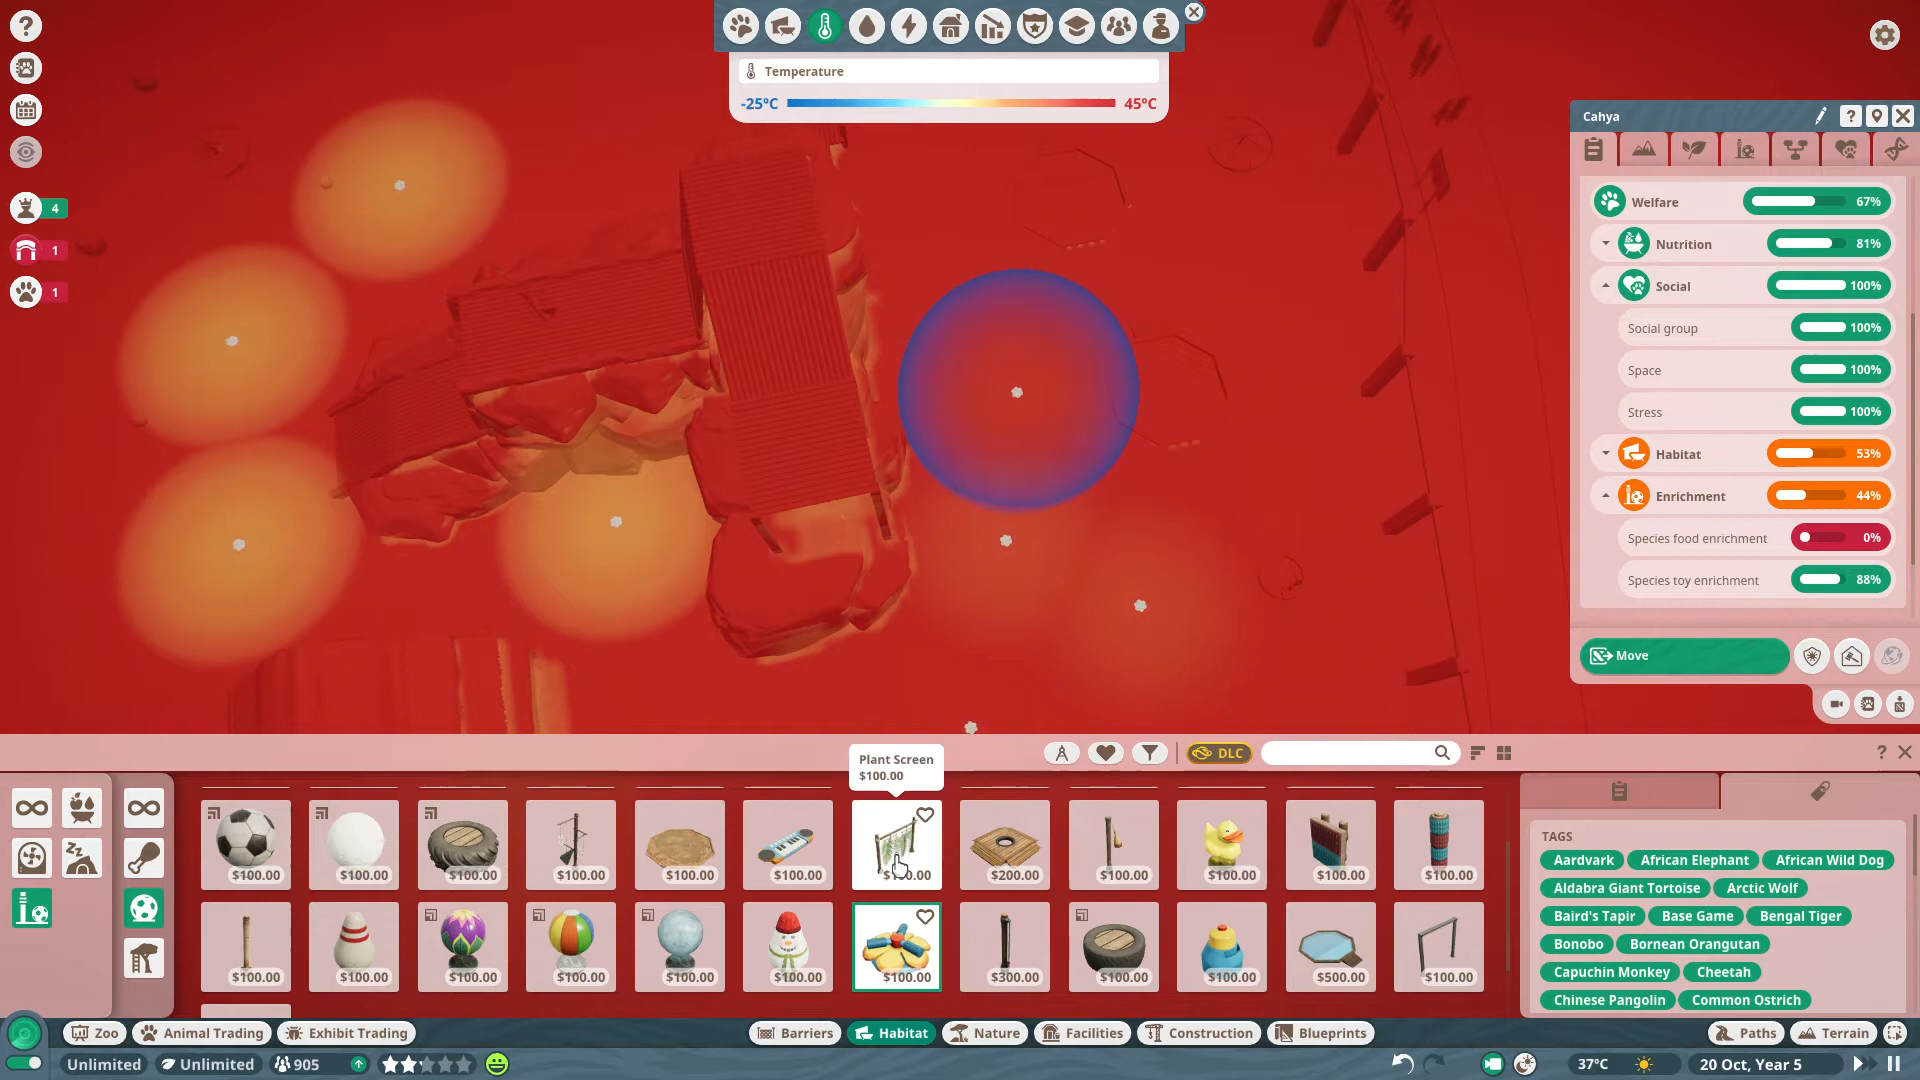 Temperature
-25°C 45°C
4
1
1
Cahya
Welfare 67%
Nutrition 81%
Social 100%
Social group 100%
Space 100%
Stress 100%
Habitat 53%
Enrichment 44%
Species food enrichment 0%
Species toy enrichment 88%
Move
Plant Screen
$100.00
DLC
$100.00 $100.00 $100.00 $100.00 $100.00 $100.00 $200.00 $100.00 $100.00 $100.00 $100.00
$100.00 $100.00 $100.00 $100.00 $100.00 $100.00 $100.00 $300.00 $100.00 $100.00 $500.00 $100.00
TAGS
Aardvark African Elephant African Wild Dog
Aldabra Giant Tortoise Arctic Wolf
Baird's Tapir Base Game Bengal Tiger
Bonobo Bornean Orangutan
Capuchin Monkey Cheetah
Chinese Pangolin Common Ostrich
Zoo Animal Trading Exhibit Trading Barriers Habitat Nature Facilities Construction Blueprints Paths Terrain
Unlimited Unlimited 905 37°C 20 Oct, Year 5